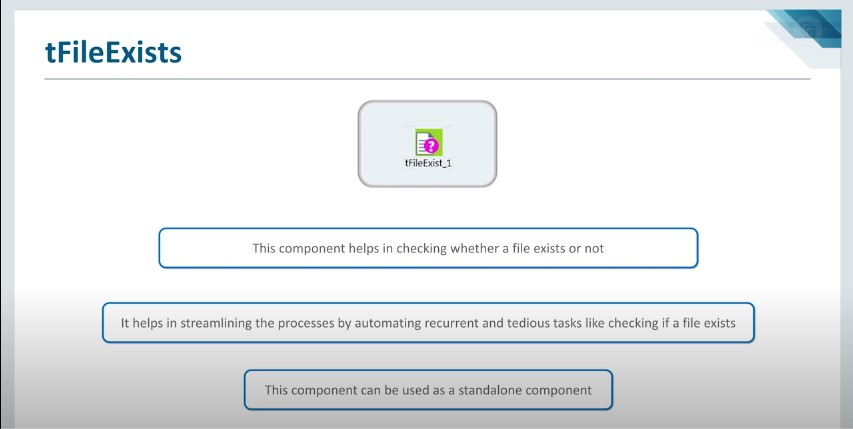 tFileExists
tFileExist_1
This component helps in checking whether a file exists or not
It helps in streamlining the processes by automating recurrent and tedious tasks like checking if a file exists
This component can be used as a standalone component